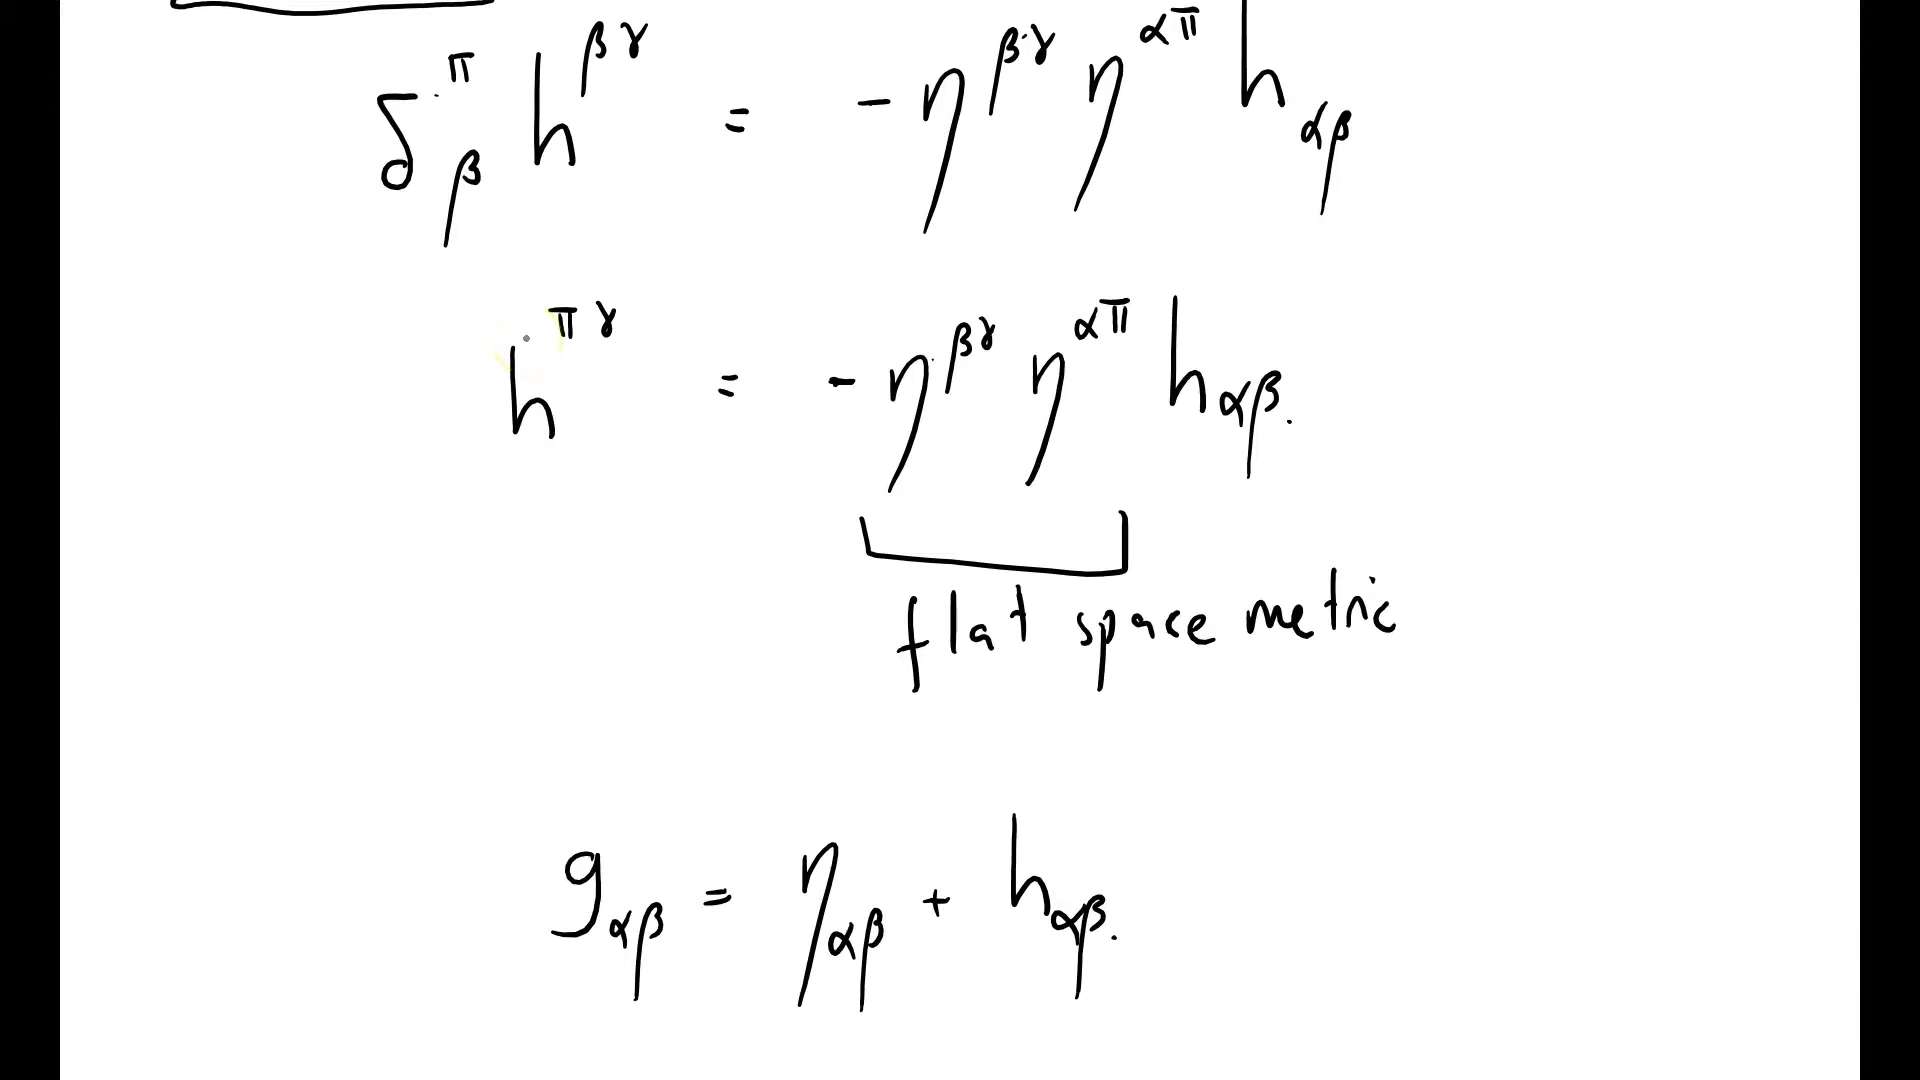 δ^π_β h^{βγ} = -η^{βγ} η^{απ} h_{αβ}
h^{πγ} = -η^{βγ} η^{απ} h_{αβ}.
flat space metric
g_{αβ} = η_{αβ} + h_{αβ}.